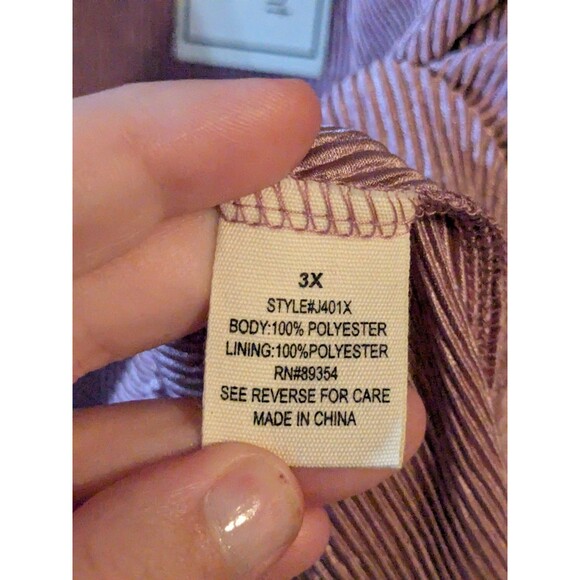 3X
STYLE#J401X
BODY:100% POLYESTER
LINING:100%POLYESTER
RN#89354
SEE REVERSE FOR CARE
MADE IN CHINA